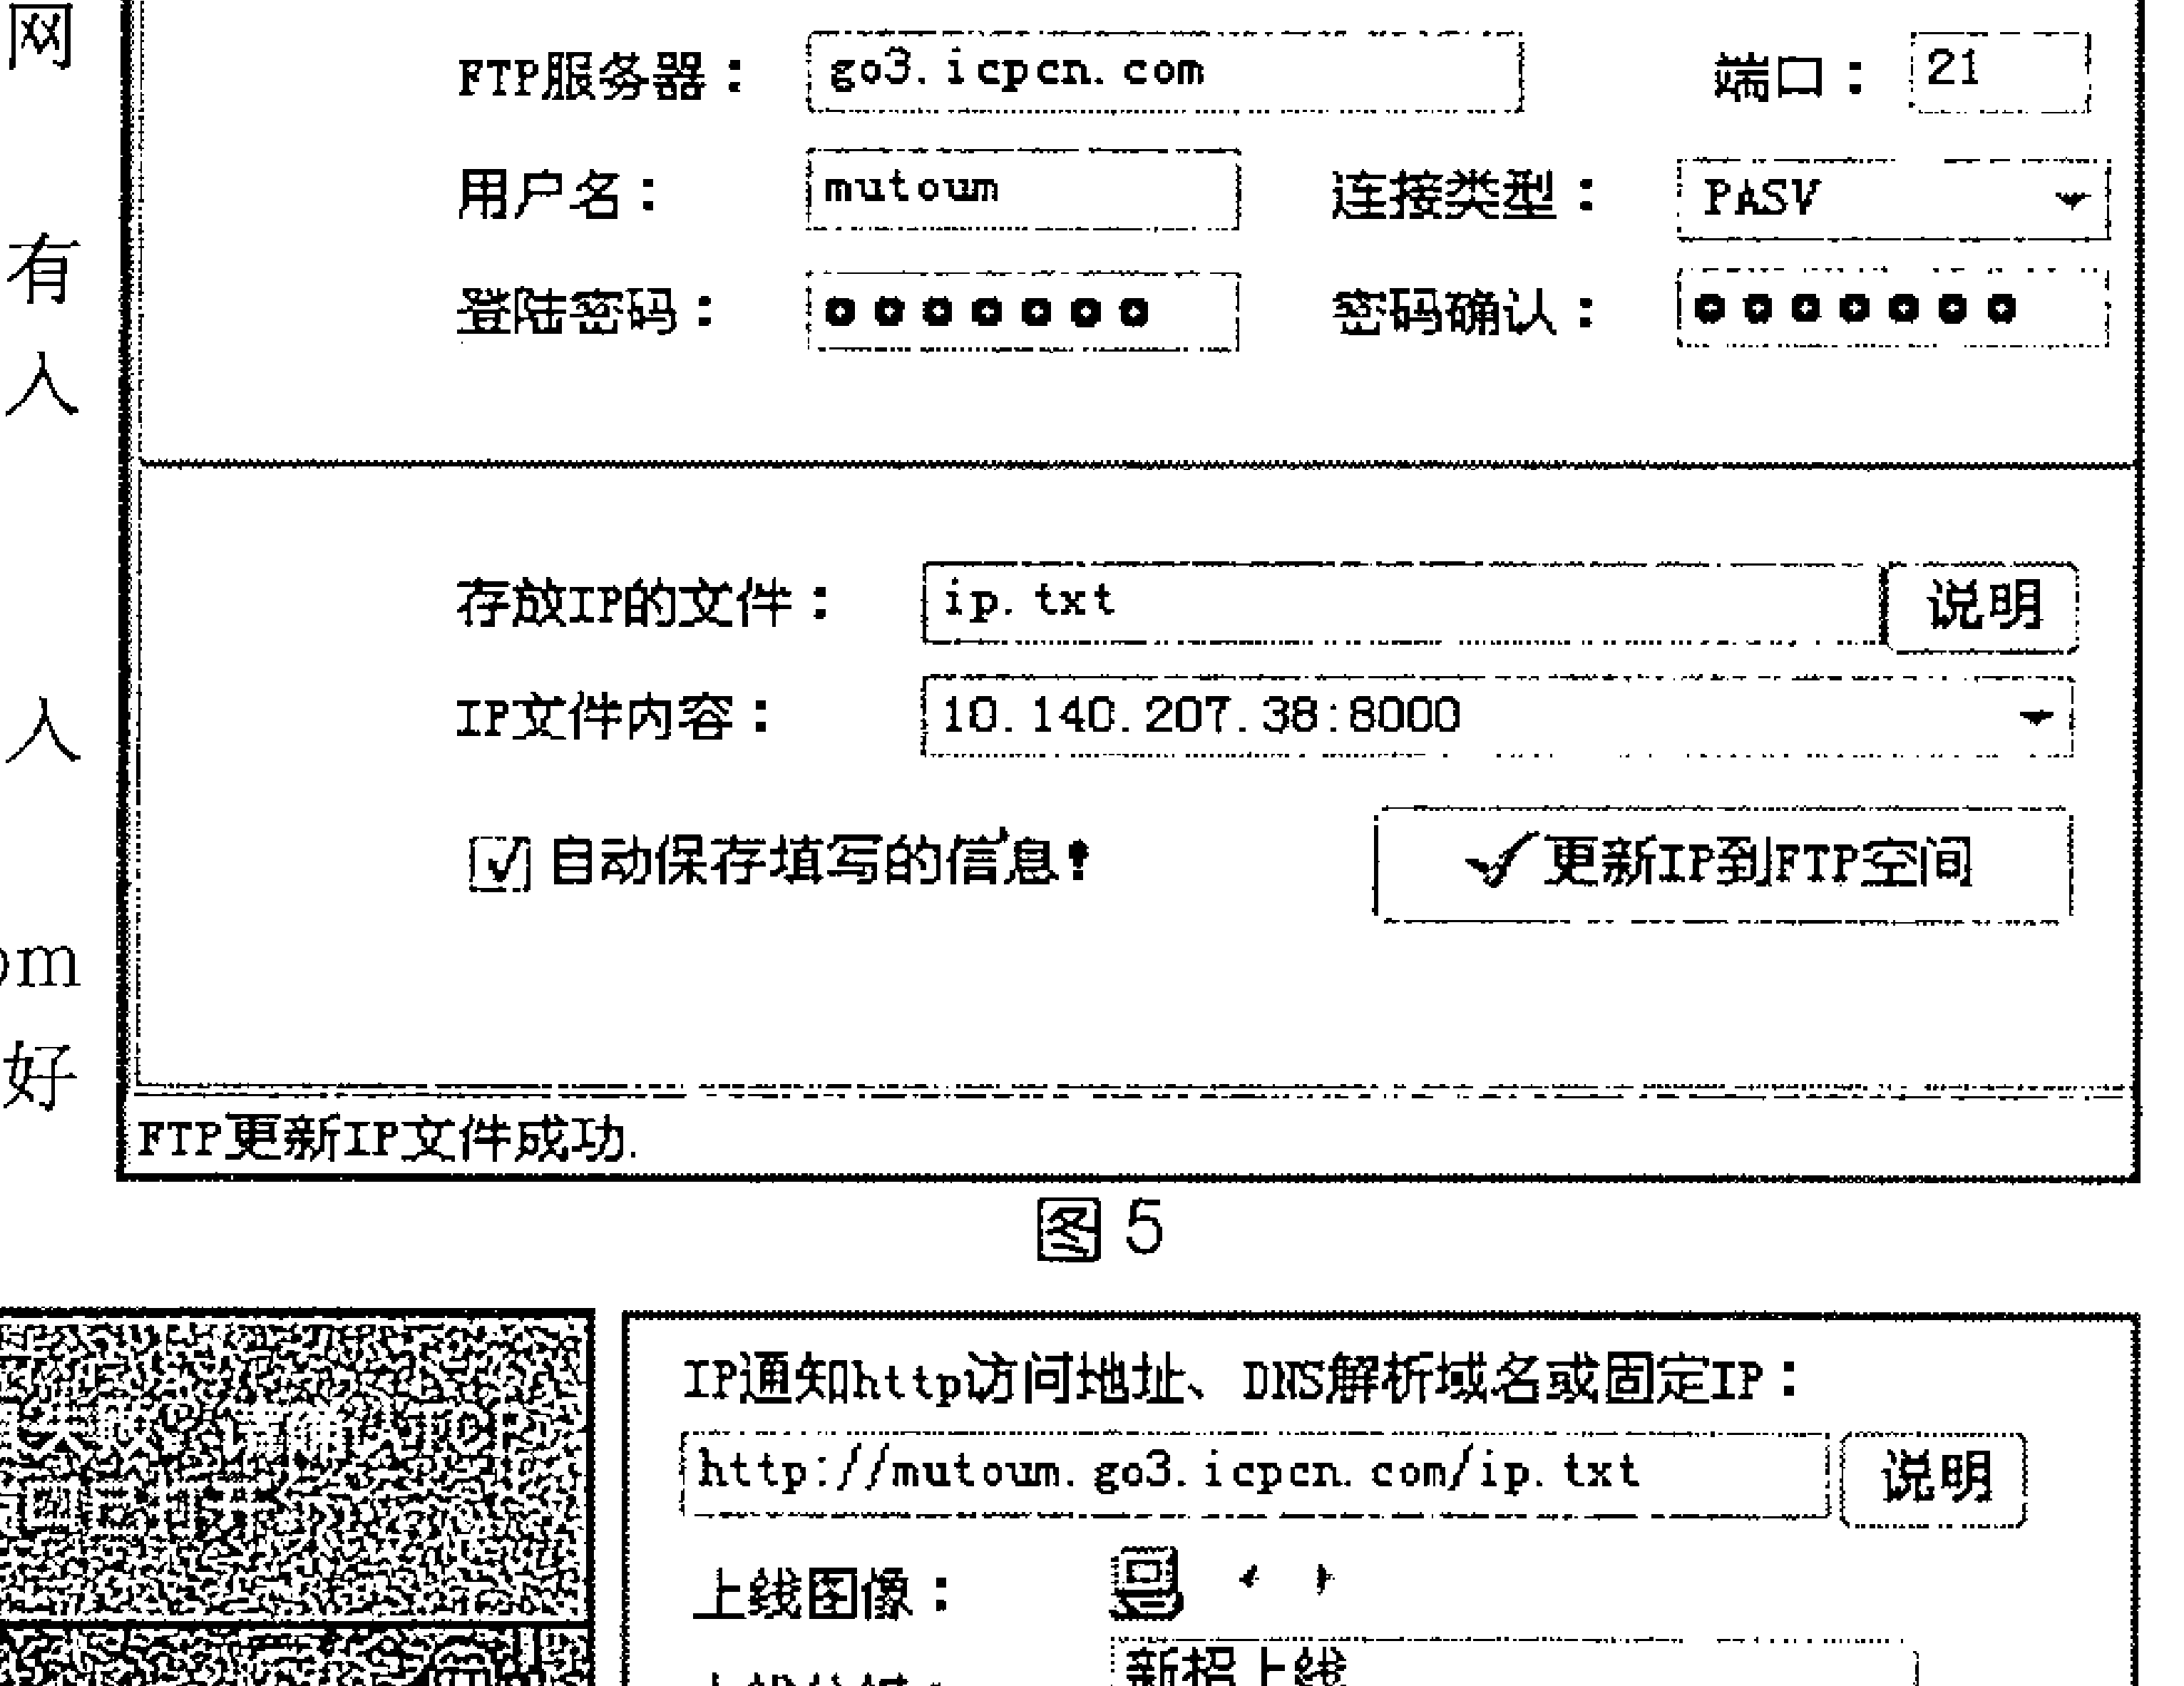 网
有
入
入
om
好
FTP服务器： go3.icpcn.com 端口： 21
用户名： mutoum 连接类型： PASV
登陆密码： 密码确认：
存放IP的文件： ip.txt 说明
IP文件内容： 10.140.207.38:8000
自动保存填写的信息! 更新IP到FTP空间
FTP更新IP文件成功.
图 5
IP通知http访问地址、DNS解析域名或固定IP：
http://mutoum.go3.icpcn.com/ip.txt 说明
上线图像：